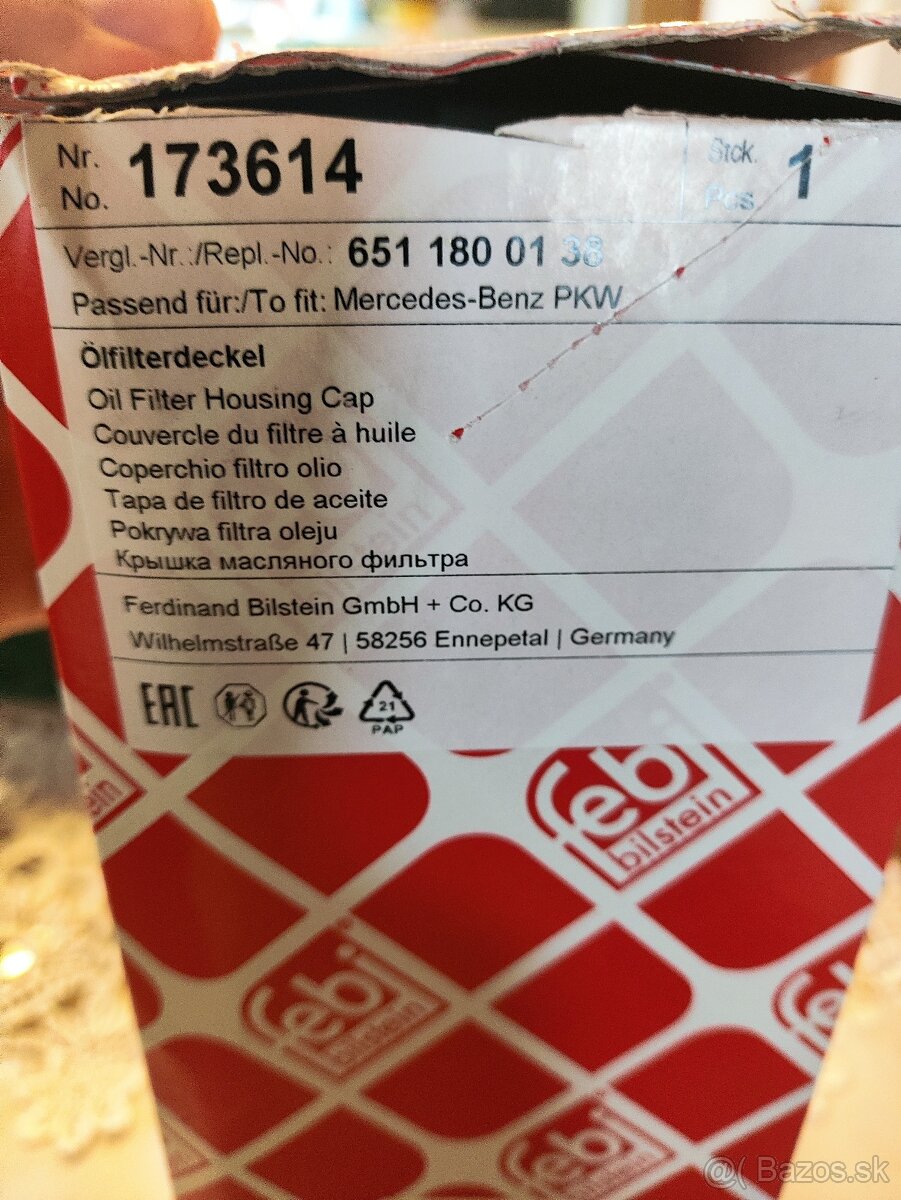 Nr. 173614 Stck. 1
No. Pcs.
Vergl.-Nr.:/Repl.-No.: 651 180 01 38
Passend für:/To fit: Mercedes-Benz PKW
Ölfilterdeckel
Oil Filter Housing Cap
Couvercle du filtre à huile
Coperchio filtro olio
Tapa de filtro de aceite
Pokrywa filtra oleju
Крышка масляного фильтра
Ferdinand Bilstein GmbH + Co. KG
Wilhelmstraße 47 | 58256 Ennepetal | Germany
EAC
21
PAP
febi
bilstein
febi
bilstein
febi
@( Bazos.sk